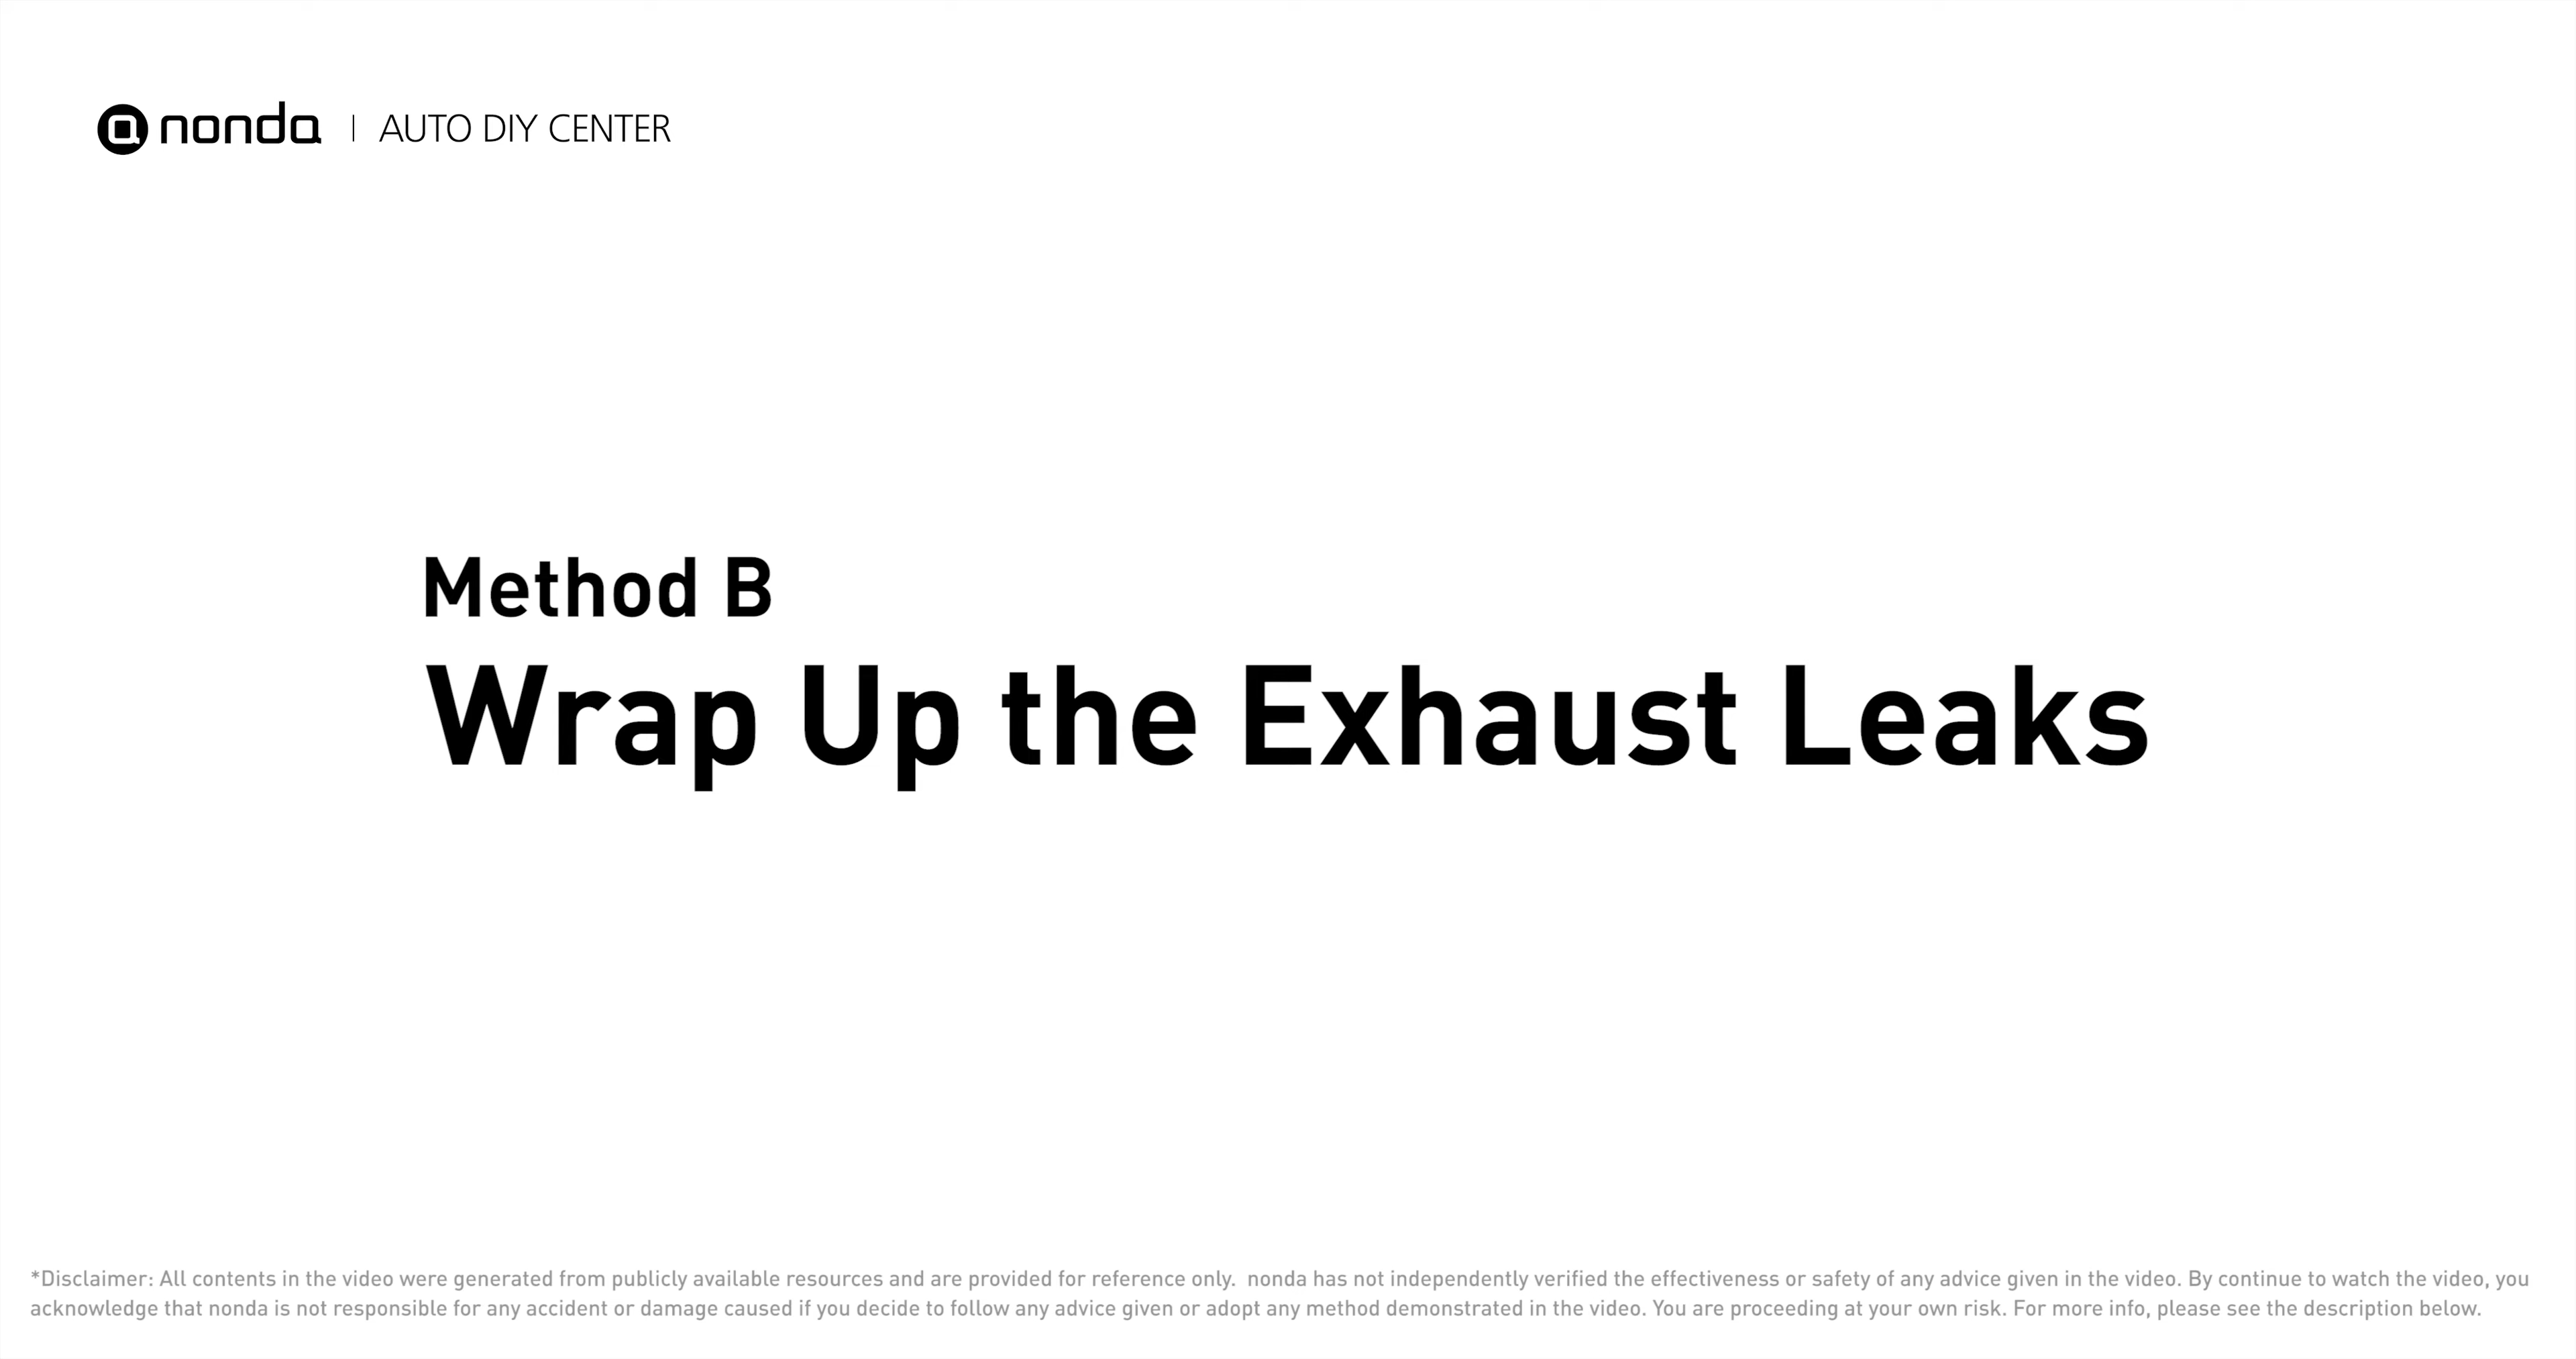 nonda | AUTO DIY CENTER
Method B
Wrap Up the Exhaust Leaks
*Disclaimer: All contents in the video were generated from publicly available resources and are provided for reference only.  nonda has not independently verified the effectiveness or safety of any advice given in the video. By continue to watch the video, you
acknowledge that nonda is not responsible for any accident or damage caused if you decide to follow any advice given or adopt any method demonstrated in the video. You are proceeding at your own risk. For more info, please see the description below.